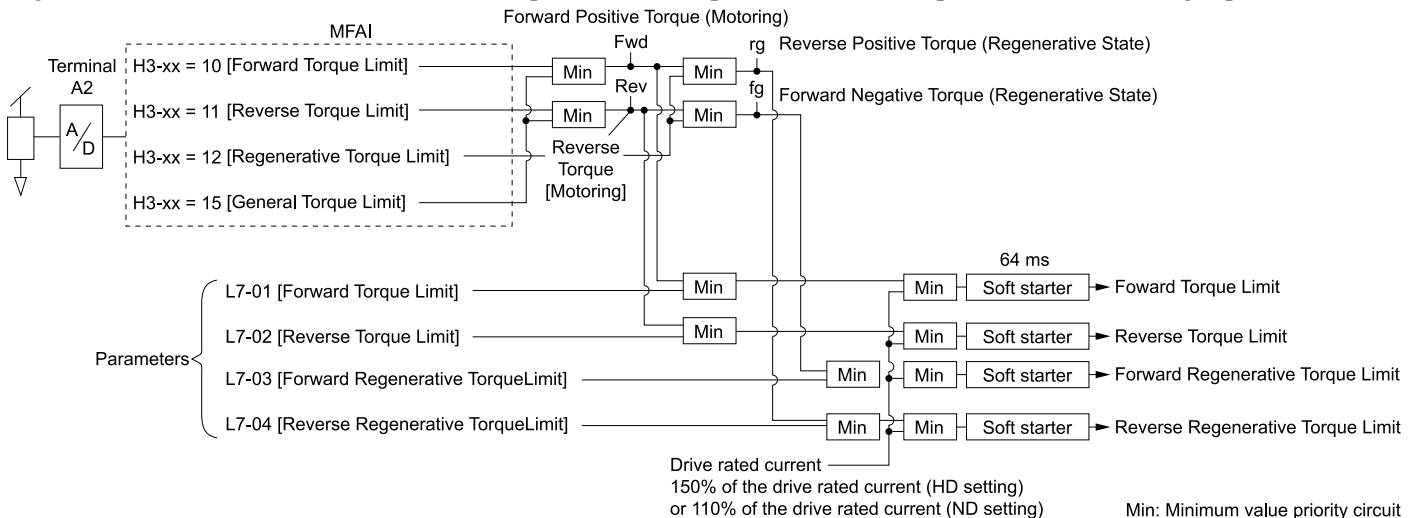 Forward Positive Torque (Motoring)
MFAI
Fwd
rg
Reverse Positive Torque (Regenerative State)
Terminal
A2
H3-xx = 10 [Forward Torque Limit]
Min
Min
Rev
fg
Forward Negative Torque (Regenerative State)
A/D
H3-xx = 11 [Reverse Torque Limit]
Min
Min
H3-xx = 12 [Regenerative Torque Limit]
Reverse
Torque
[Motoring]
H3-xx = 15 [General Torque Limit]
64 ms
L7-01 [Forward Torque Limit]
Min
Min
Soft starter
Foward Torque Limit
L7-02 [Reverse Torque Limit]
Min
Min
Soft starter
Reverse Torque Limit
Parameters
L7-03 [Forward Regenerative TorqueLimit]
Min
Min
Soft starter
Forward Regenerative Torque Limit
L7-04 [Reverse Regenerative TorqueLimit]
Min
Min
Soft starter
Reverse Regenerative Torque Limit
Drive rated current
150% of the drive rated current (HD setting)
or 110% of the drive rated current (ND setting)
Min: Minimum value priority circuit